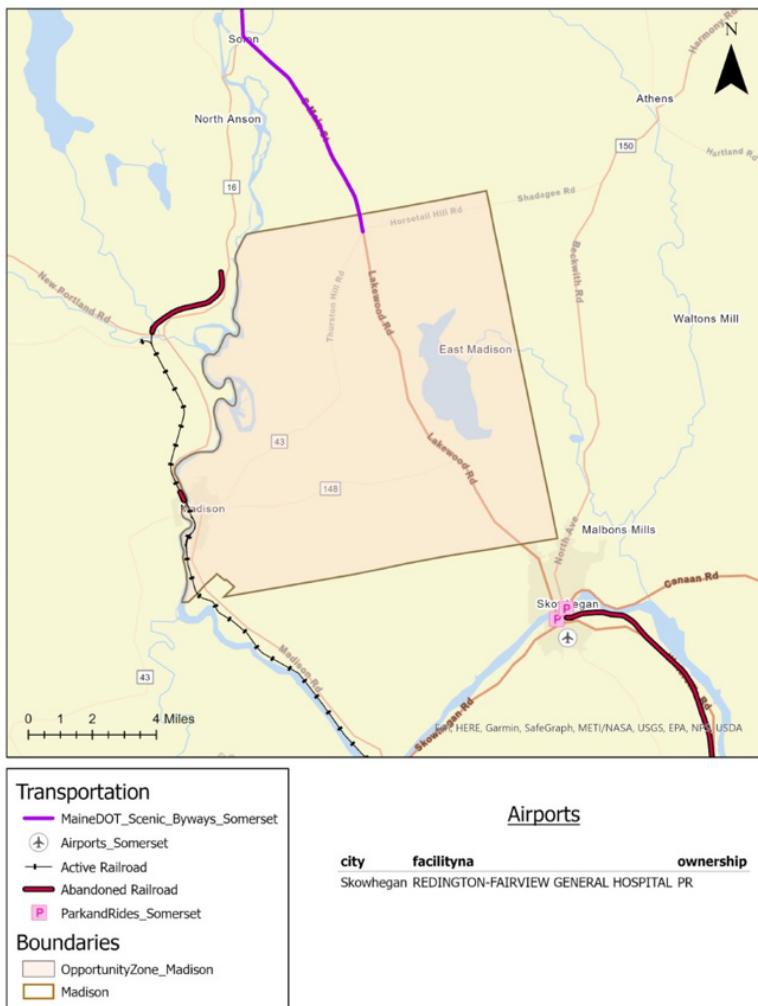 N
Harmony Rd
Solon
Athens
S Main St
North Anson
150
Hartland Rd
16
Shadagee Rd
Horsetail Hill Rd
Beckwith Rd
New Portland Rd
Thurston Hill Rd
Lakewood Rd
Waltons Mill
East Madison
43
Lakewood Rd
148
Madison
Malbons Mills
North Ave
Canaan Rd
Skowhegan
P
P
Madison Rd
43
0 1 2 4 Miles
Skowhegan Rd
Esri, HERE, Garmin, SafeGraph, METI/NASA, USGS, EPA, NPS, USDA
Transportation
MaineDOT_Scenic_Byways_Somerset
Airports_Somerset
Active Railroad
Abandoned Railroad
P ParkandRides_Somerset
Boundaries
OpportunityZone_Madison
Madison
Airports
city facilityna ownership
Skowhegan REDINGTON-FAIRVIEW GENERAL HOSPITAL PR